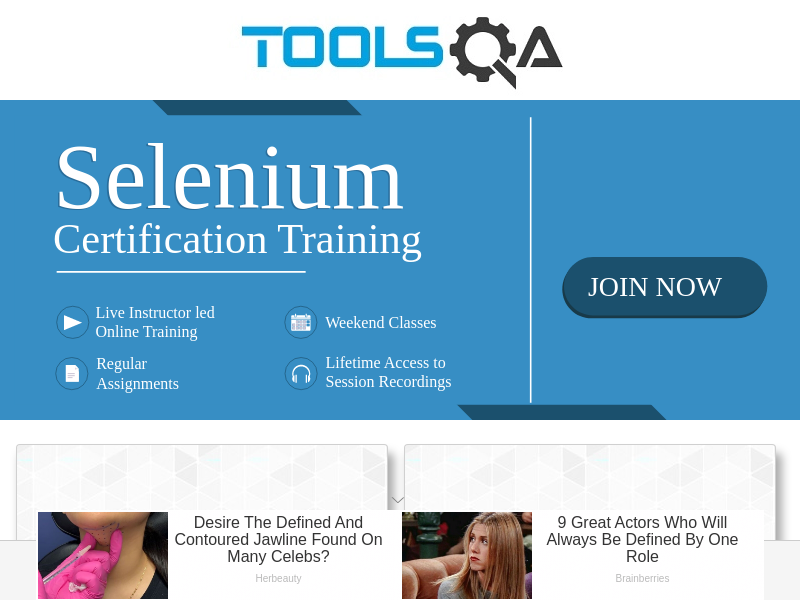 TOOLSQA
Selenium
Certification Training
Live Instructor led
Online Training
Weekend Classes
Regular
Assignments
Lifetime Access to
Session Recordings
JOIN NOW
Desire The Defined And
Contoured Jawline Found On
Many Celebs?
Herbeauty
9 Great Actors Who Will
Always Be Defined By One
Role
Brainberries